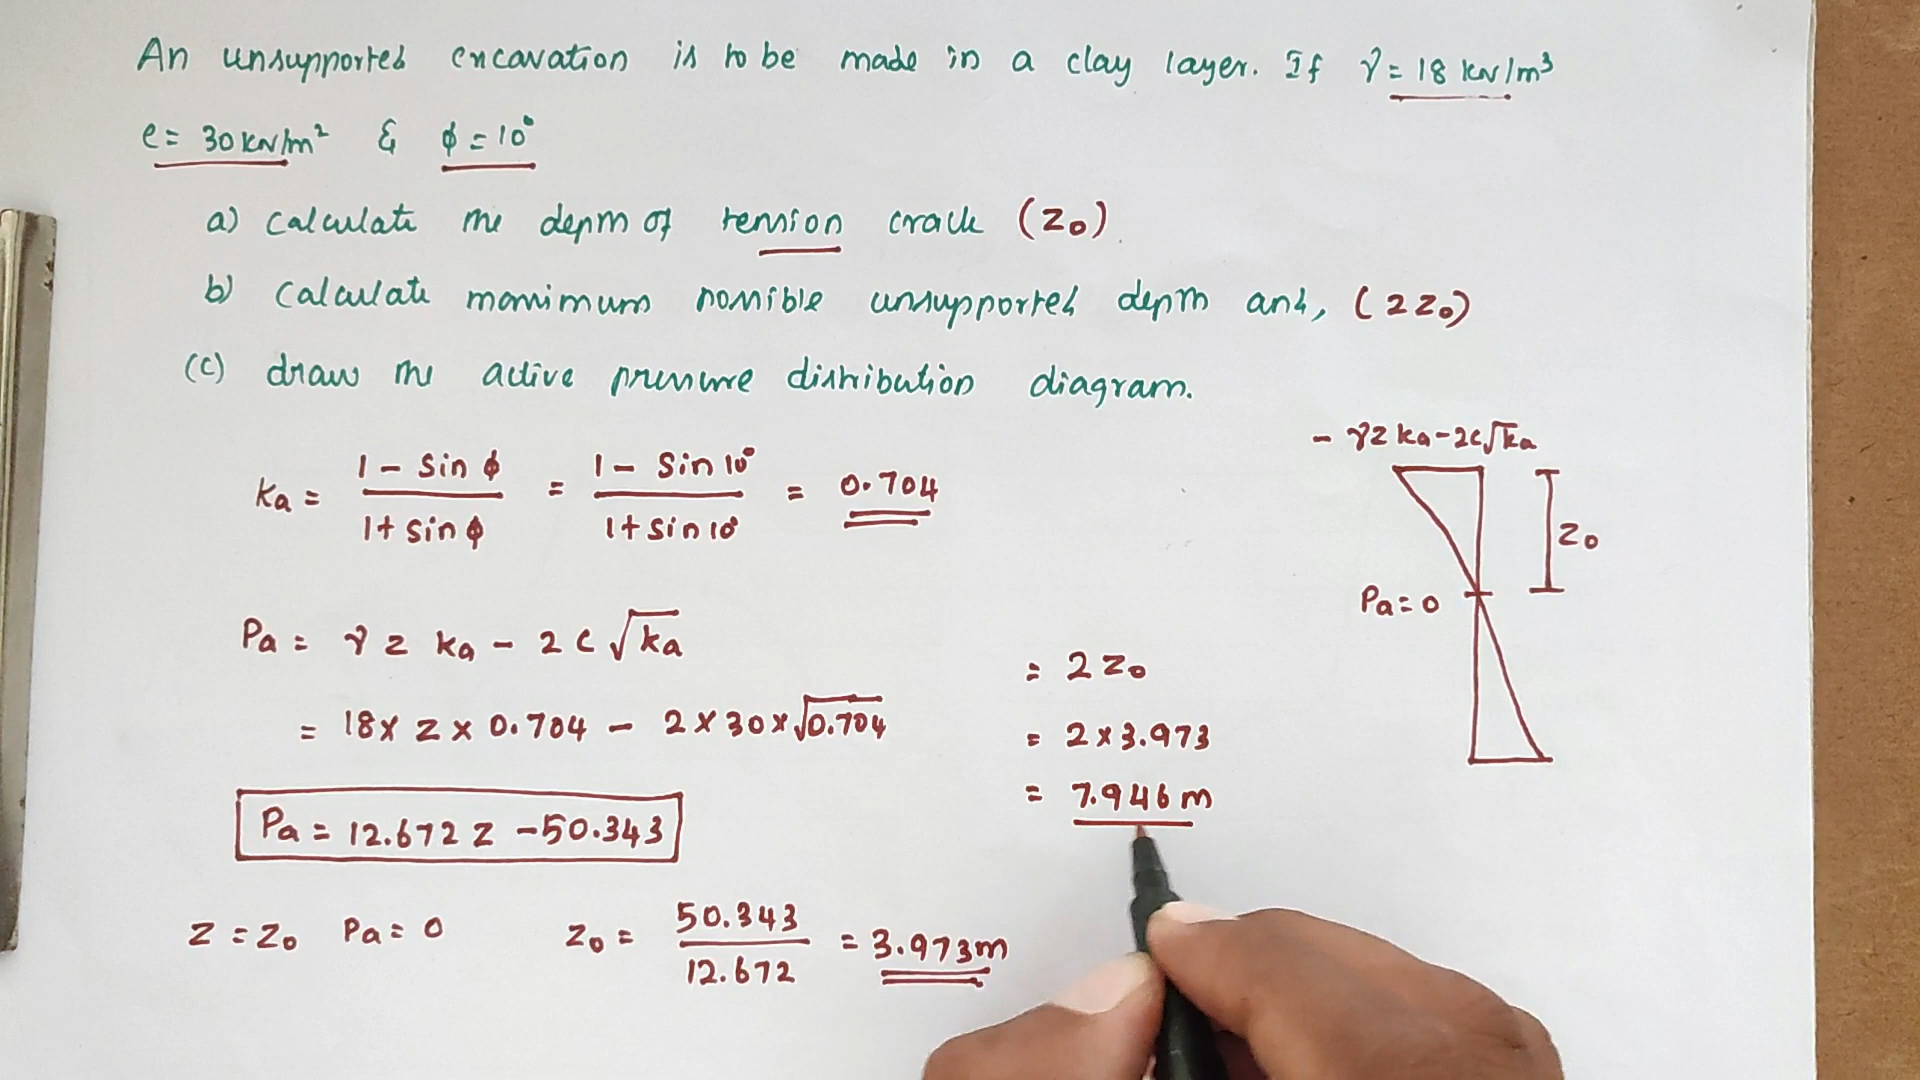 An unsupported excavation is to be made in a clay layer. If γ = 18 kN/m³
c = 30 kN/m² & φ = 10°
a) calculate the depth of tension crack (Z₀).
b) calculate maximum possible unsupported depth and, (2Z₀)
(c) draw the active pressure distribution diagram.
- γZ ka - 2c√ka
ka = (1 - sin φ)/(1 + sin φ) = (1 - sin 10°)/(1 + sin 10°) = 0.704
Z₀
Pa = 0
Pa = γ Z ka - 2 c √ka
= 18 × Z × 0.704 - 2 × 30 × √0.704
Pa = 12.672 Z - 50.343
Z = Z₀ Pa = 0 Z₀ = 50.343/12.672 = 3.973m
= 2 Z₀
= 2 × 3.973
= 7.946 m